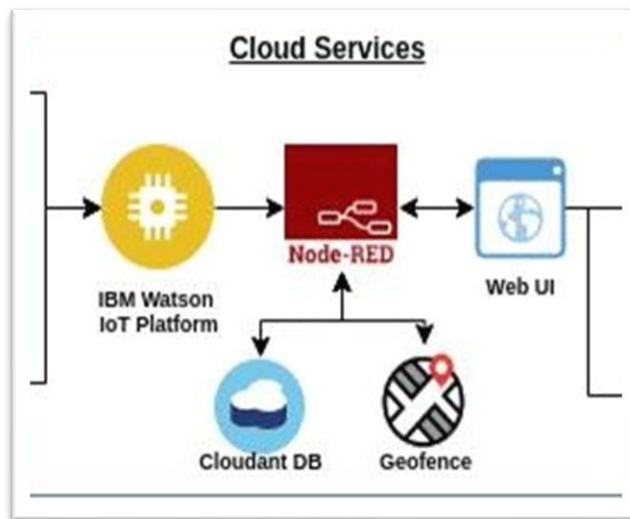 Cloud Services
Node-RED
IBM Watson
IoT Platform
Web UI
Cloudant DB
Geofence